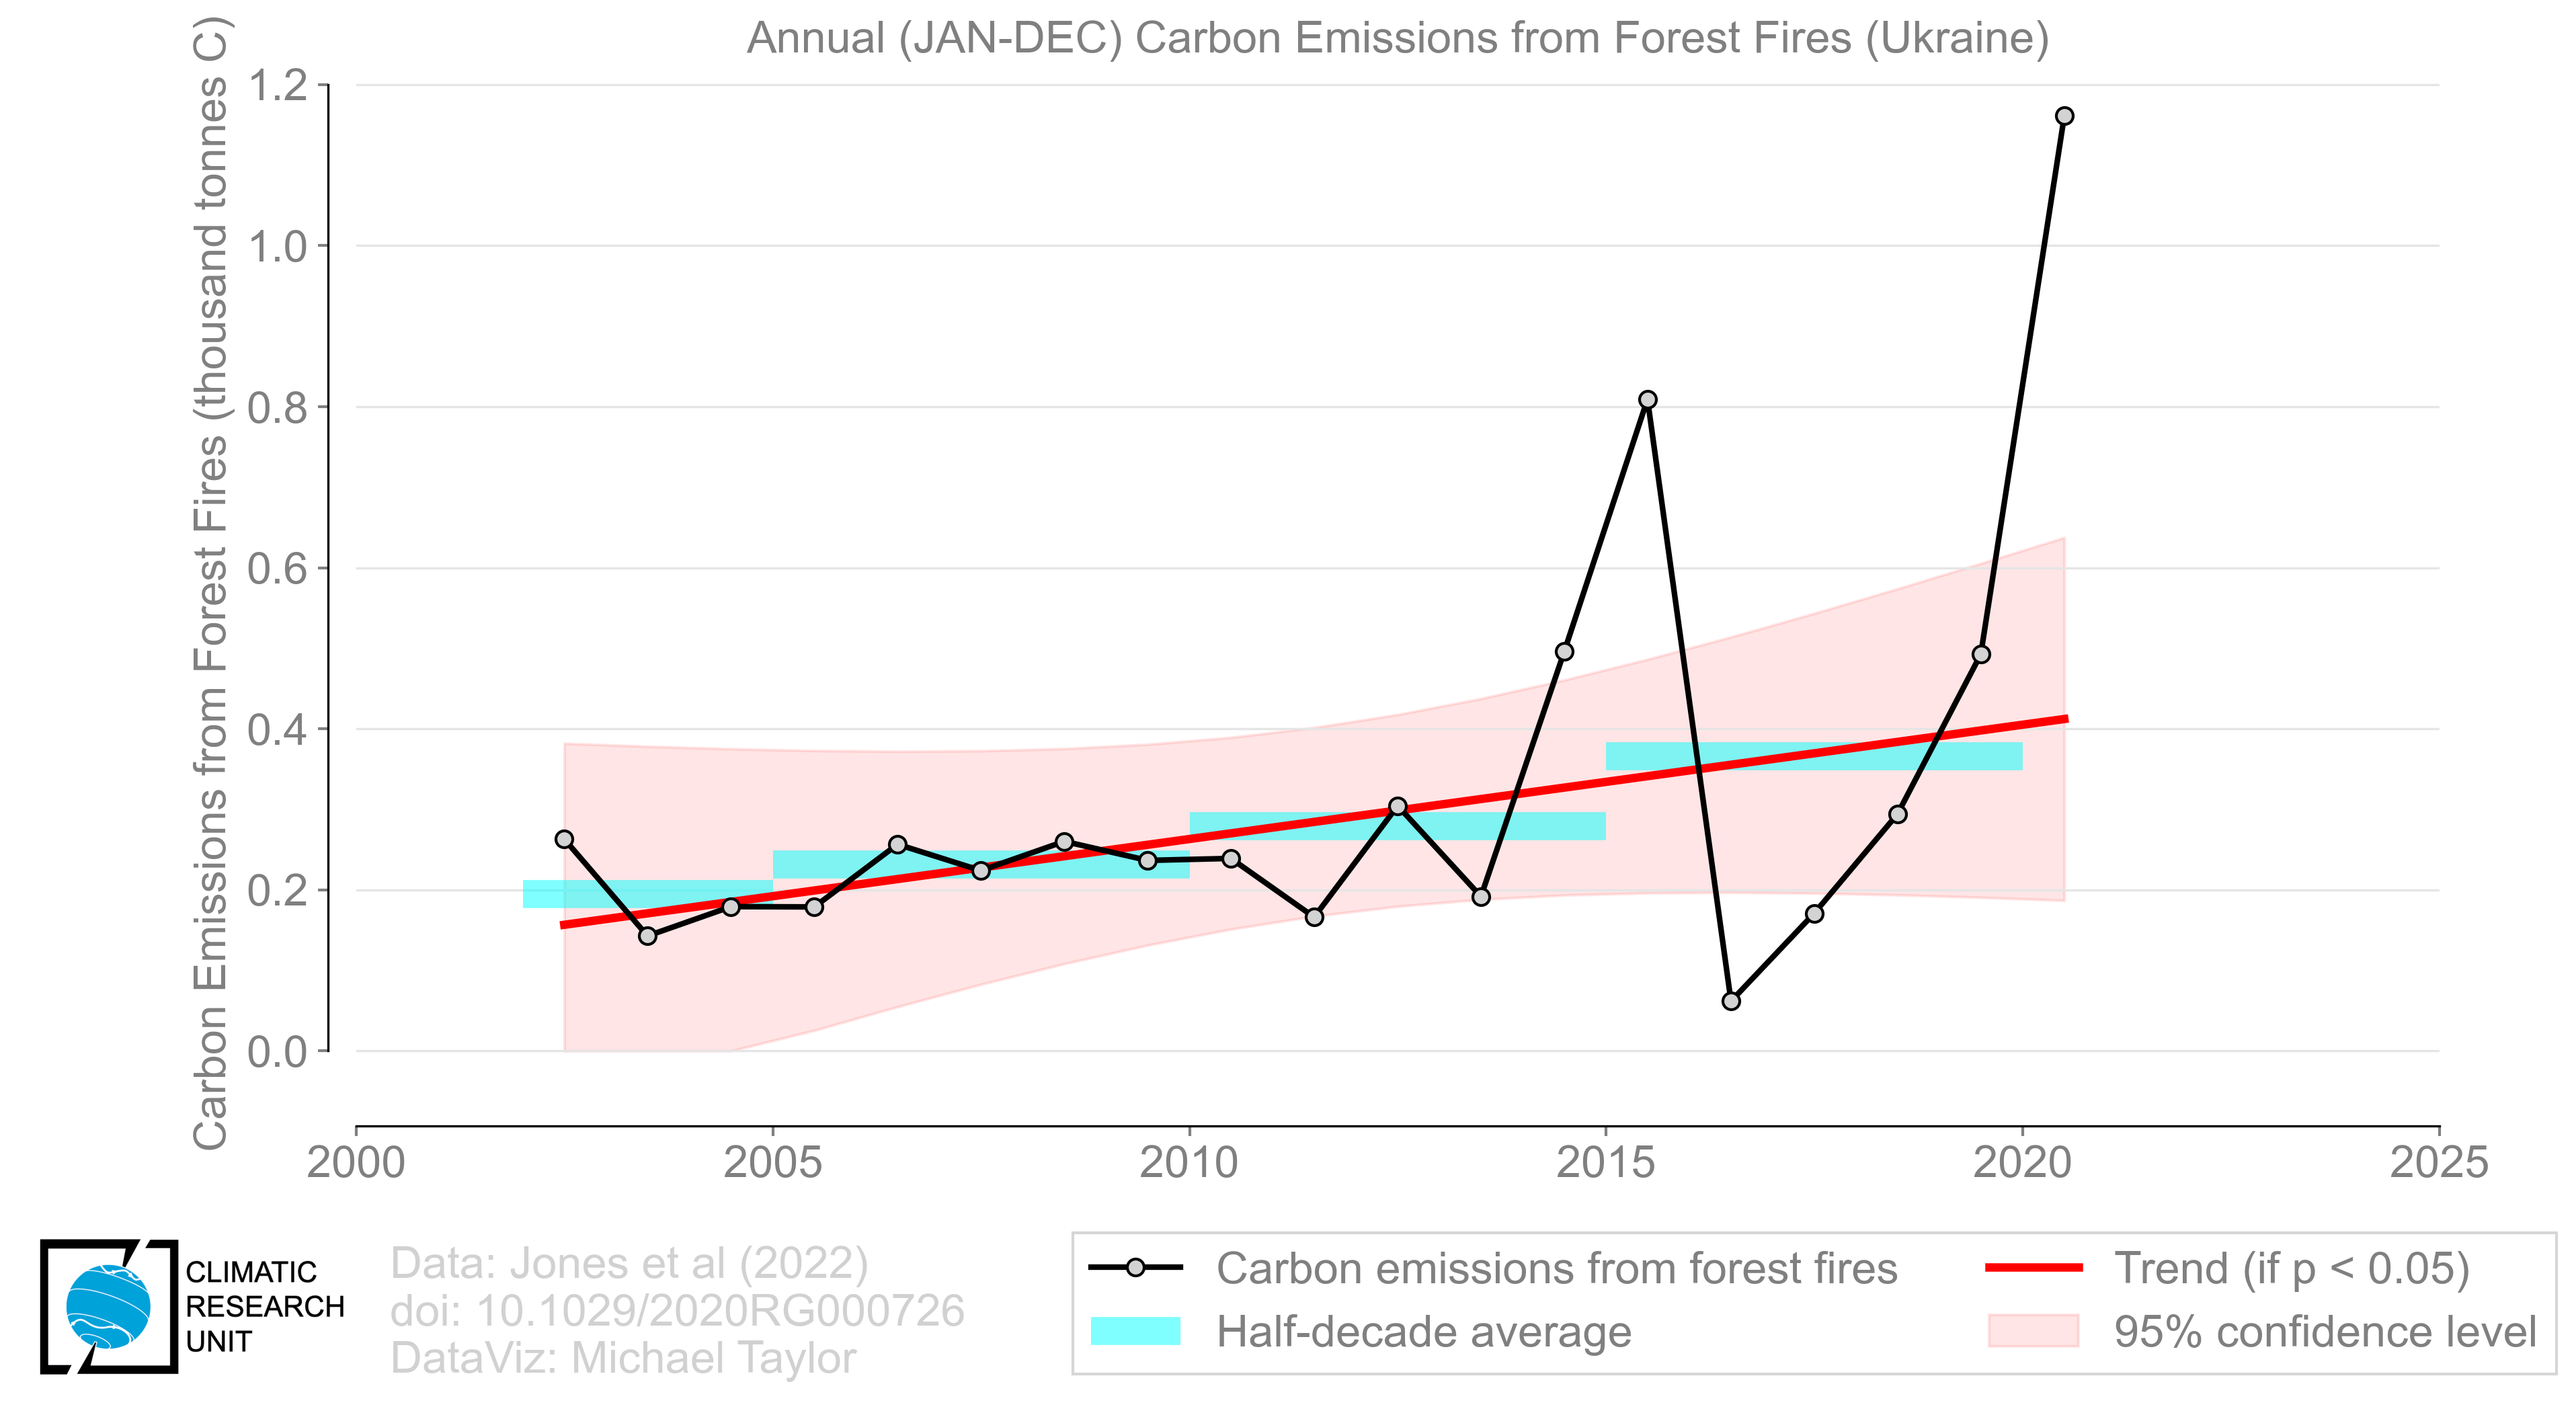 Annual (JAN-DEC) Carbon Emissions from Forest Fires (Ukraine)
Carbon Emissions from Forest Fires (thousand tonnes C)
1.2
1.0
0.8
0.6
0.4
0.2
0.0
2000 2005 2010 2015 2020 2025
CLIMATIC
RESEARCH
UNIT
Data: Jones et al (2022)
doi: 10.1029/2020RG000726
DataViz: Michael Taylor
Carbon emissions from forest fires
Half-decade average
Trend (if p < 0.05)
95% confidence level